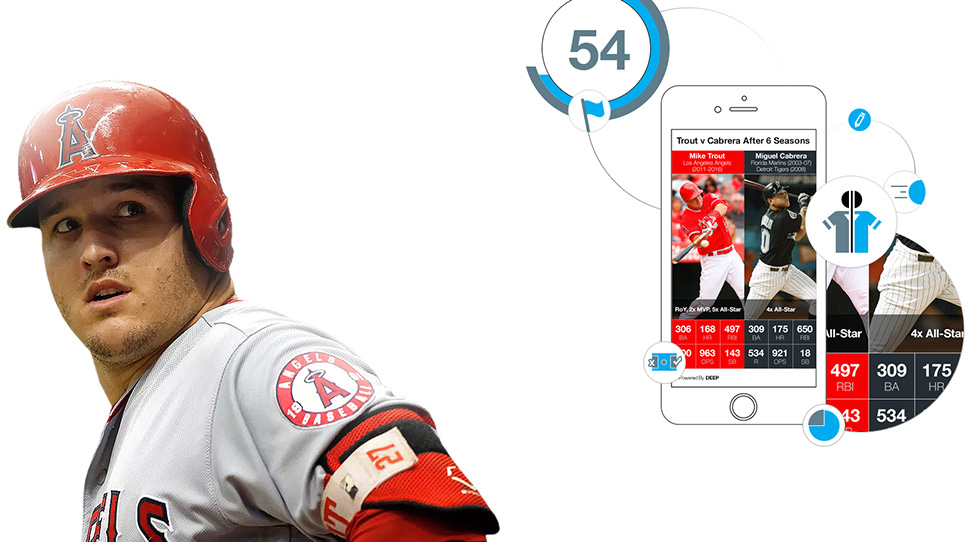 54
Trout v Cabrera After 6 Seasons
Mike Trout
Los Angeles Angels
(2011-2016)
Miguel Cabrera
Florida Marlins (2003-07)
Detroit Tigers (2008)
RoY, 2x MVP, 5x All-Star
4x All-Star
306 168 497 309 175 650
BA HR RBI BA HR RBI
00 963 143 534 921 18
OPS SB R OPS SB
Powered By DEEP
All-Star
4x All-Star
497 309 175
RBI BA HR
43 534
A
ANGELS
A
BASEBALL
27
ELS